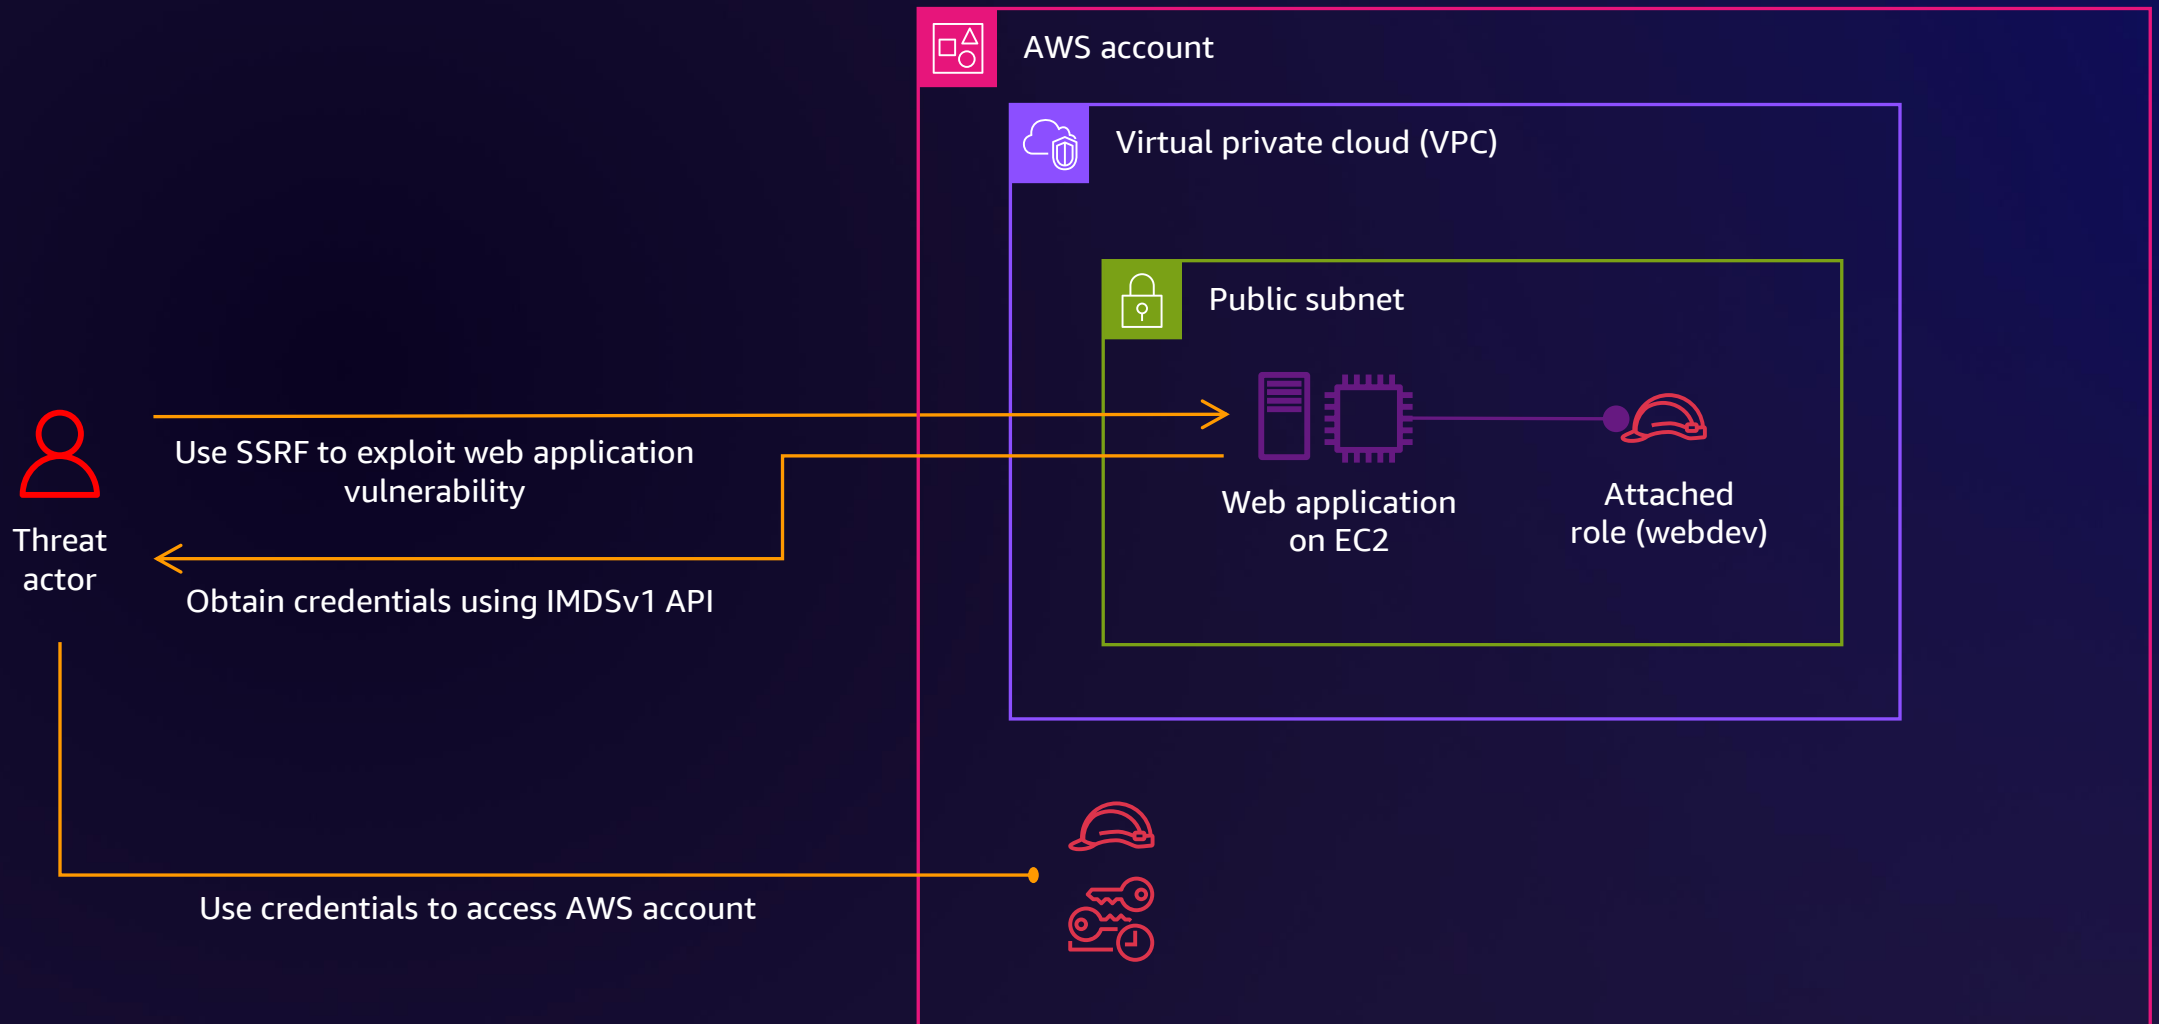 AWS account
Virtual private cloud (VPC)
Public subnet
Use SSRF to exploit web application
vulnerability
Web application
on EC2
Attached
role (webdev)
Threat
actor
Obtain credentials using IMDSv1 API
Use credentials to access AWS account